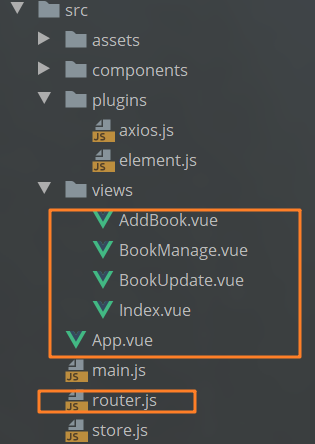 src
assets
components
plugins
JS axios.js
JS element.js
views
AddBook.vue
BookManage.vue
BookUpdate.vue
Index.vue
App.vue
JS main.js
JS router.js
JS store.js